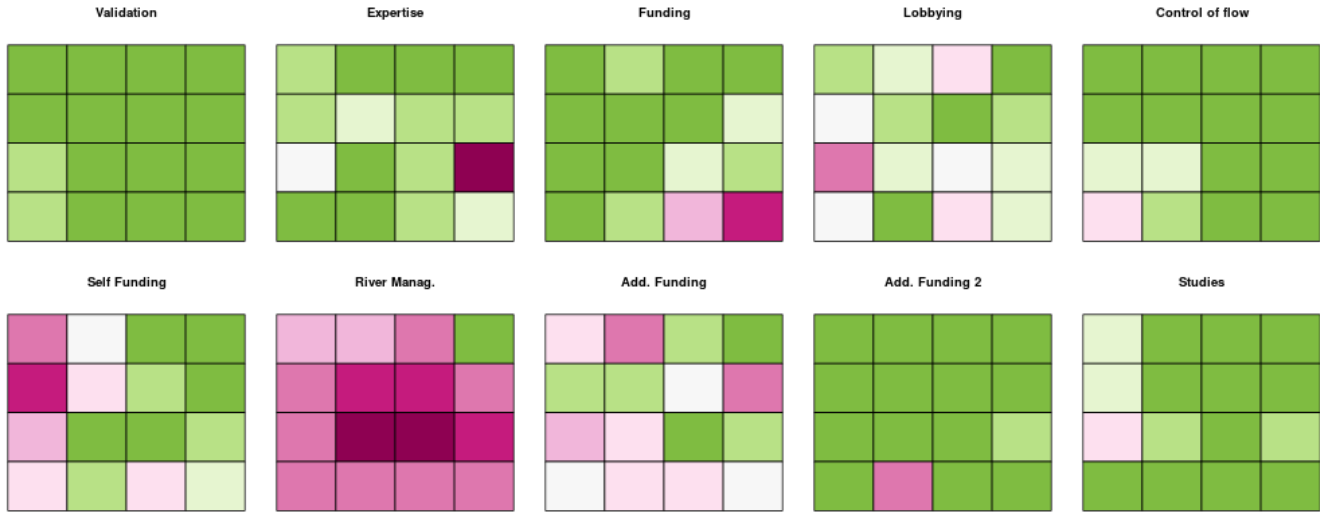 Validation
Expertise
Funding
Lobbying
Control of flow
Self Funding
River Manag.
Add. Funding
Add. Funding 2
Studies